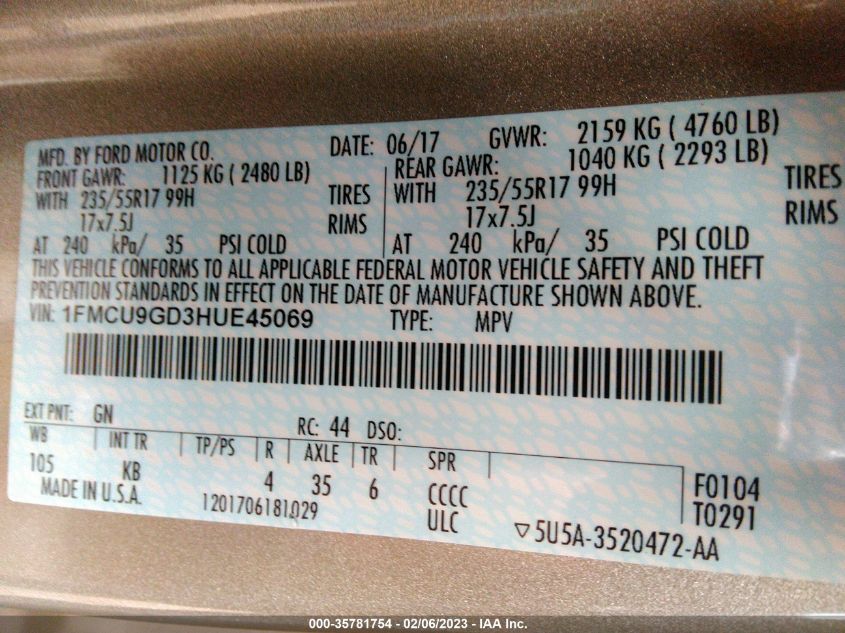 MFD. BY FORD MOTOR CO. DATE: 06/17 GVWR: 2159 KG ( 4760 LB)
FRONT GAWR: 1125 KG ( 2480 LB) REAR GAWR: 1040 KG ( 2293 LB)
WITH 235/55R17 99H TIRES WITH 235/55R17 99H TIRES
17x7.5J RIMS 17x7.5J RIMS
AT 240 kPa/ 35 PSI COLD AT 240 kPa/ 35 PSI COLD
THIS VEHICLE CONFORMS TO ALL APPLICABLE FEDERAL MOTOR VEHICLE SAFETY AND THEFT
PREVENTION STANDARDS IN EFFECT ON THE DATE OF MANUFACTURE SHOWN ABOVE.
VIN: 1FMCU9GD3HUE45069 TYPE: MPV
EXT PNT: GN RC: 44 DSO:
WB INT TR TP/PS R AXLE TR SPR
105 KB 4 35 6 CCCC F0104
MADE IN U.S.A. 1201706181029 ULC T0291
▽5U5A-3520472-AA
000-35781754 - 02/06/2023 - IAA Inc.